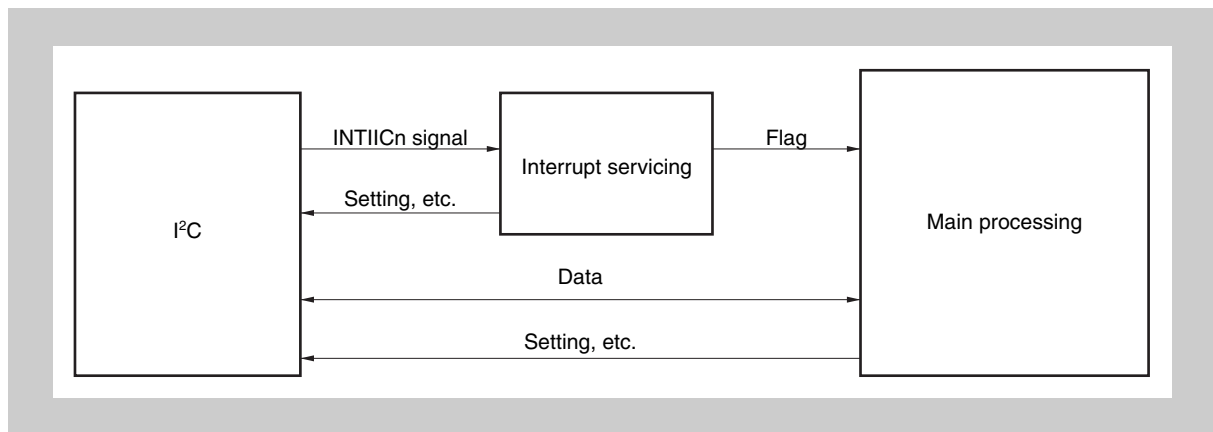 INTIICn signal
Flag
Interrupt servicing
Setting, etc.
I²C
Main processing
Data
Setting, etc.